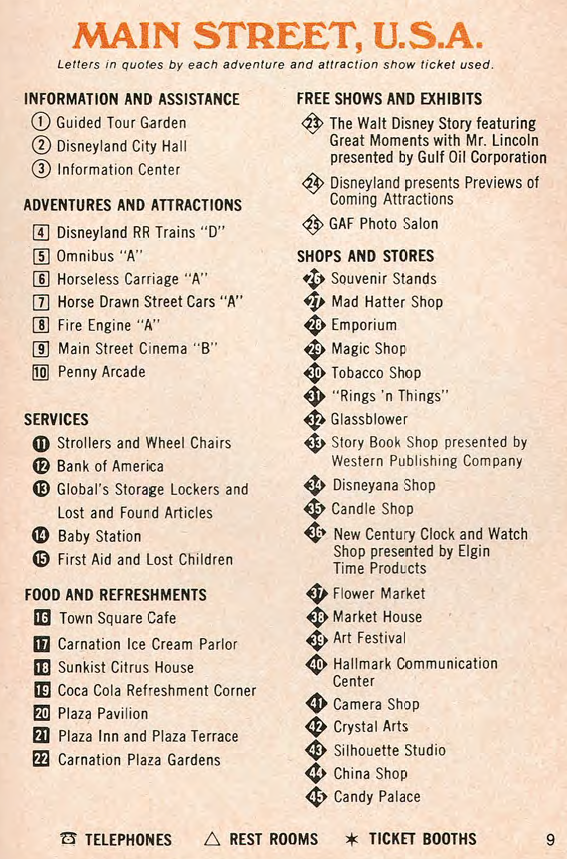 MAIN STREET, U.S.A.
Letters in quotes by each adventure and attraction show ticket used.
INFORMATION AND ASSISTANCE
1 Guided Tour Garden
2 Disneyland City Hall
3 Information Center
ADVENTURES AND ATTRACTIONS
4 Disneyland RR Trains "D"
5 Omnibus "A"
6 Horseless Carriage "A"
7 Horse Drawn Street Cars "A"
8 Fire Engine "A"
9 Main Street Cinema "B"
10 Penny Arcade
SERVICES
11 Strollers and Wheel Chairs
12 Bank of America
13 Global's Storage Lockers and
Lost and Found Articles
14 Baby Station
15 First Aid and Lost Children
FOOD AND REFRESHMENTS
16 Town Square Cafe
17 Carnation Ice Cream Parlor
18 Sunkist Citrus House
19 Coca Cola Refreshment Corner
20 Plaza Pavilion
21 Plaza Inn and Plaza Terrace
22 Carnation Plaza Gardens
FREE SHOWS AND EXHIBITS
23 The Walt Disney Story featuring
Great Moments with Mr. Lincoln
presented by Gulf Oil Corporation
24 Disneyland presents Previews of
Coming Attractions
25 GAF Photo Salon
SHOPS AND STORES
26 Souvenir Stands
27 Mad Hatter Shop
28 Emporium
29 Magic Shop
30 Tobacco Shop
31 "Rings 'n Things"
32 Glassblower
33 Story Book Shop presented by
Western Publishing Company
34 Disneyana Shop
35 Candle Shop
36 New Century Clock and Watch
Shop presented by Elgin
Time Products
37 Flower Market
38 Market House
39 Art Festival
40 Hallmark Communication
Center
41 Camera Shop
42 Crystal Arts
43 Silhouette Studio
44 China Shop
45 Candy Palace
TELEPHONES REST ROOMS TICKET BOOTHS 9